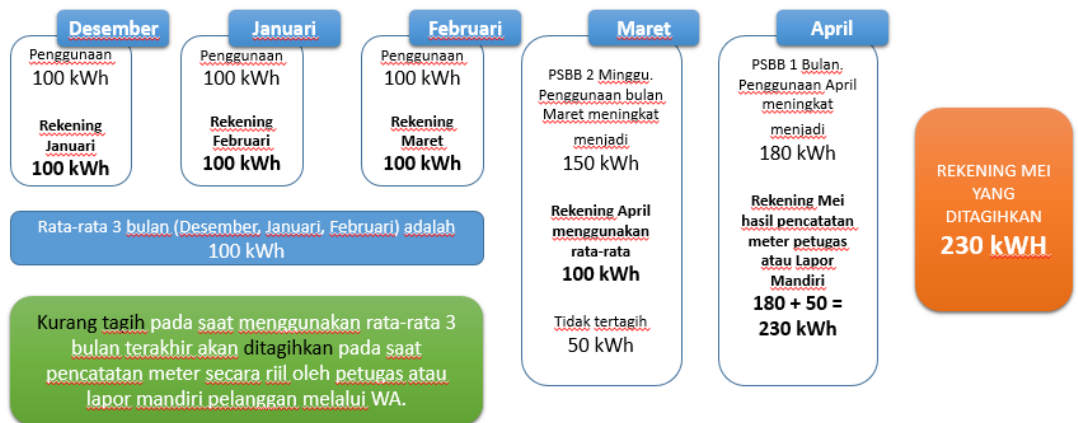 Desember
Penggunaan
100 kWh
Rekening
Januari
100 kWh
Januari
Penggunaan
100 kWh
Rekening
Februari
100 kWh
Februari
Penggunaan
100 kWh
Rekening
Maret
100 kWh
Maret
PSBB 2 Minggu.
Penggunaan bulan
Maret meningkat
menjadi
150 kWh
Rekening April
menggunakan
rata-rata
100 kWh
Tidak tertagih
50 kWh
April
PSBB 1 Bulan.
Penggunaan April
meningkat
menjadi
180 kWh
Rekening Mei
hasil pencatatan
meter petugas
atau Lapor
Mandiri
180 + 50 =
230 kWh
REKENING MEI
YANG
DITAGIHKAN
230 kWH
Rata-rata 3 bulan (Desember, Januari, Februari) adalah
100 kWh
Kurang tagih pada saat menggunakan rata-rata 3
bulan terakhir akan ditagihkan pada saat
pencatatan meter secara riil oleh petugas atau
lapor mandiri pelanggan melalui WA.